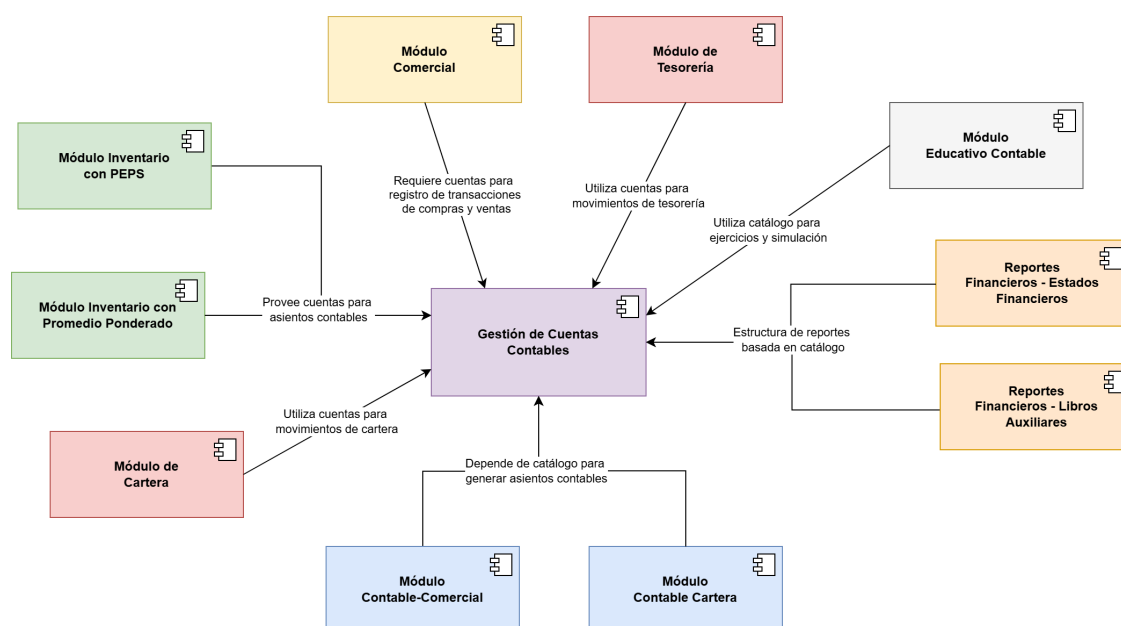 Módulo
Comercial
Módulo de
Tesorería
Módulo
Educativo Contable
Módulo Inventario
con PEPS
Requiere cuentas para
registro de transacciones
de compras y ventas
Utiliza cuentas para
movimientos de tesorería
Utiliza catálogo para
ejercicios y simulación
Reportes
Financieros - Estados
Financieros
Módulo Inventario con
Promedio Ponderado
Provee cuentas para
asientos contables
Gestión de Cuentas
Contables
Estructura de reportes
basada en catálogo
Reportes
Financieros - Libros
Auxiliares
Utiliza cuentas para
movimientos de cartera
Módulo de
Cartera
Depende de catálogo para
generar asientos contables
Módulo
Contable-Comercial
Módulo
Contable Cartera